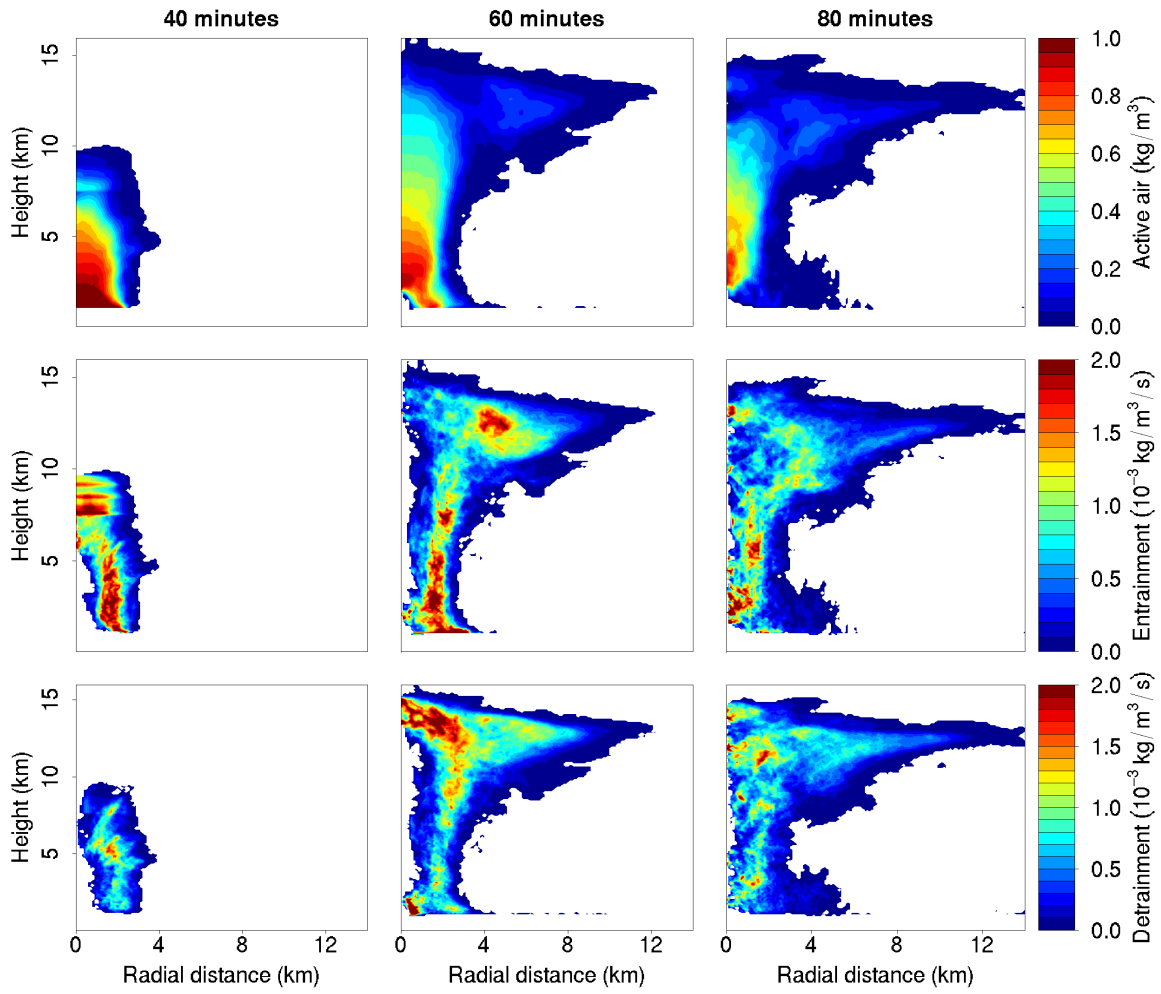 40 minutes 60 minutes 80 minutes
15
10
5
Height (km)
1.0
0.8
0.6
0.4
0.2
0.0
Active air (kg/m³)
15
10
5
Height (km)
2.0
1.5
1.0
0.5
0.0
Entrainment (10⁻³ kg/m³/s)
15
10
5
Height (km)
2.0
1.5
1.0
0.5
0.0
Detrainment (10⁻³ kg/m³/s)
0 4 8 12 0 4 8 12 0 4 8 12
Radial distance (km) Radial distance (km) Radial distance (km)